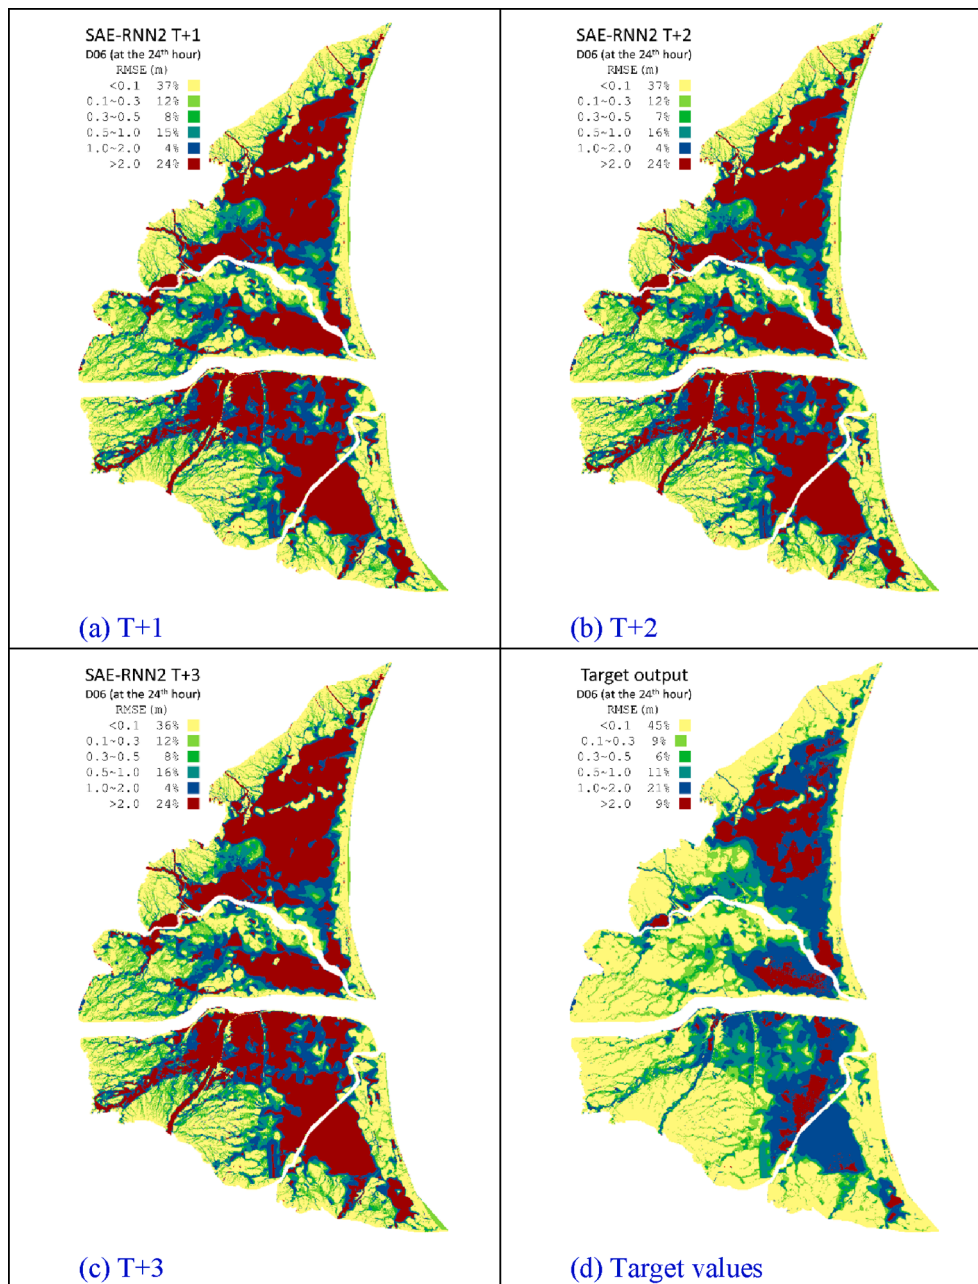 SAE-RNN2 T+1
D06 (at the 24th hour)
RMSE (m)
<0.1 37%
0.1~0.3 12%
0.3~0.5 8%
0.5~1.0 15%
1.0~2.0 4%
>2.0 24%
(a) T+1
SAE-RNN2 T+2
D06 (at the 24th hour)
RMSE (m)
<0.1 37%
0.1~0.3 12%
0.3~0.5 7%
0.5~1.0 16%
1.0~2.0 4%
>2.0 24%
(b) T+2
SAE-RNN2 T+3
D06 (at the 24th hour)
RMSE (m)
<0.1 36%
0.1~0.3 12%
0.3~0.5 8%
0.5~1.0 16%
1.0~2.0 4%
>2.0 24%
(c) T+3
Target output
D06 (at the 24th hour)
RMSE (m)
<0.1 45%
0.1~0.3 9%
0.3~0.5 6%
0.5~1.0 11%
1.0~2.0 21%
>2.0 9%
(d) Target values